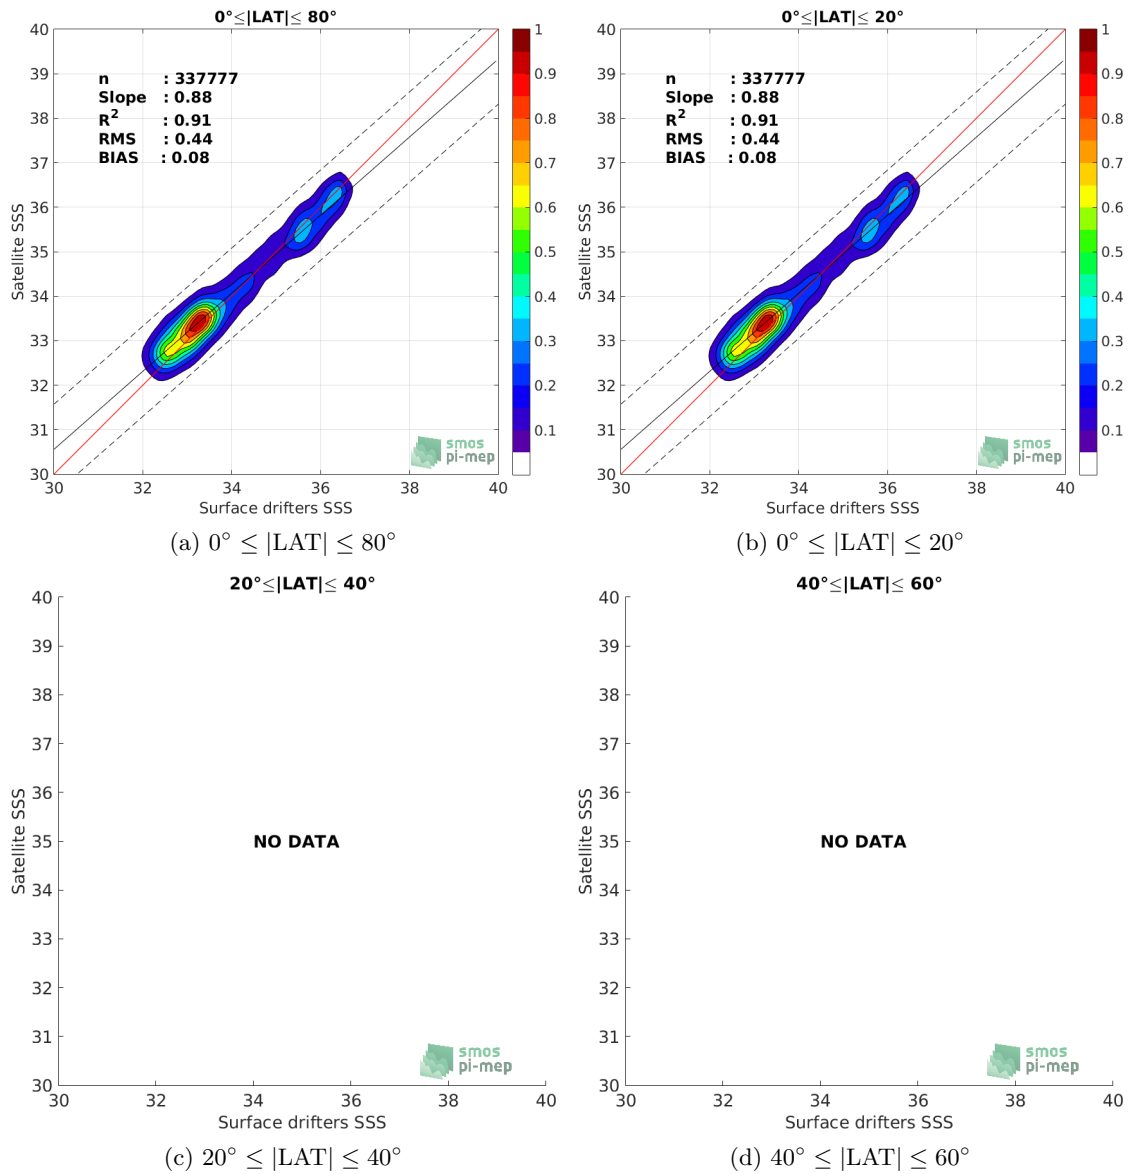 0°≤|LAT|≤ 80°
40
39
38
37
36
35
34
33
32
31
30
Satellite SSS
n : 337777
Slope : 0.88
R2 : 0.91
RMS : 0.44
BIAS : 0.08
1
0.9
0.8
0.7
0.6
0.5
0.4
0.3
0.2
0.1
smos
pi-mep
30 32 34 36 38 40
Surface drifters SSS
(a) 0° ≤ |LAT| ≤ 80°
0°≤|LAT|≤ 20°
40
39
38
37
36
35
34
33
32
31
30
Satellite SSS
n : 337777
Slope : 0.88
R2 : 0.91
RMS : 0.44
BIAS : 0.08
1
0.9
0.8
0.7
0.6
0.5
0.4
0.3
0.2
0.1
smos
pi-mep
30 32 34 36 38 40
Surface drifters SSS
(b) 0° ≤ |LAT| ≤ 20°
20°≤|LAT|≤ 40°
40
39
38
37
36
35
34
33
32
31
30
Satellite SSS
NO DATA
smos
pi-mep
30 32 34 36 38 40
Surface drifters SSS
(c) 20° ≤ |LAT| ≤ 40°
40°≤|LAT|≤ 60°
40
39
38
37
36
35
34
33
32
31
30
Satellite SSS
NO DATA
smos
pi-mep
30 32 34 36 38 40
Surface drifters SSS
(d) 40° ≤ |LAT| ≤ 60°